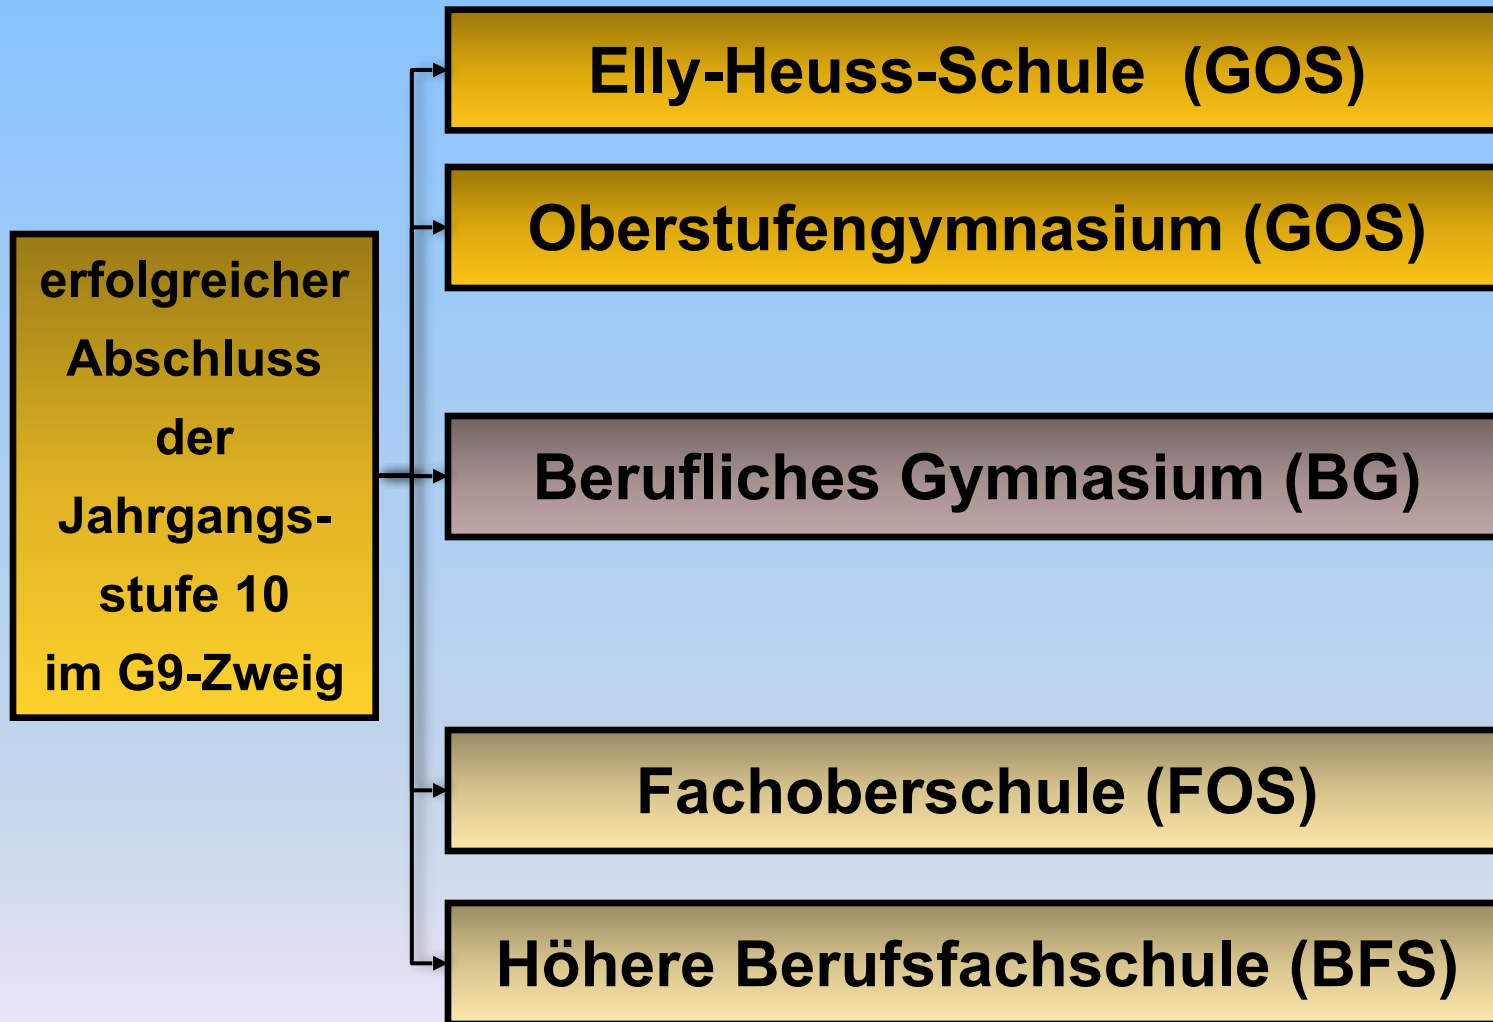 erfolgreicher
Abschluss
der
Jahrgangs-
stufe 10
im G9-Zweig
Elly-Heuss-Schule (GOS)
Oberstufengymnasium (GOS)
Berufliches Gymnasium (BG)
Fachoberschule (FOS)
Höhere Berufsfachschule (BFS)